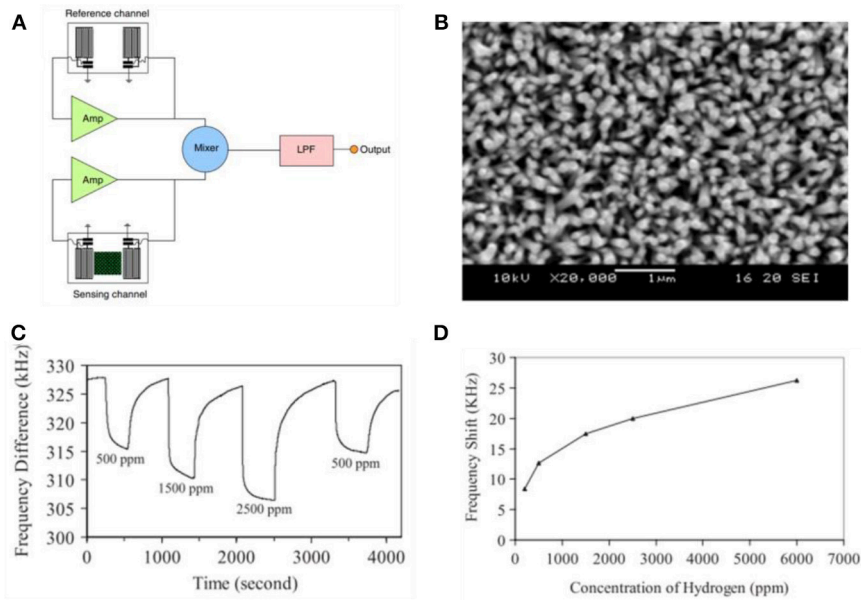 A
Reference channel
Amp
Mixer
LPF
Output
Amp
Sensing channel
B
10kV X20,000 1µm 16 20 SEI
C
Frequency Difference (kHz)
330
325
320
315
310
305
300
500 ppm
1500 ppm
2500 ppm
500 ppm
0 1000 2000 3000 4000
Time (second)
D
Frequency Shift (KHz)
30
25
20
15
10
5
0
0 1000 2000 3000 4000 5000 6000 7000
Concentration of Hydrogen (ppm)